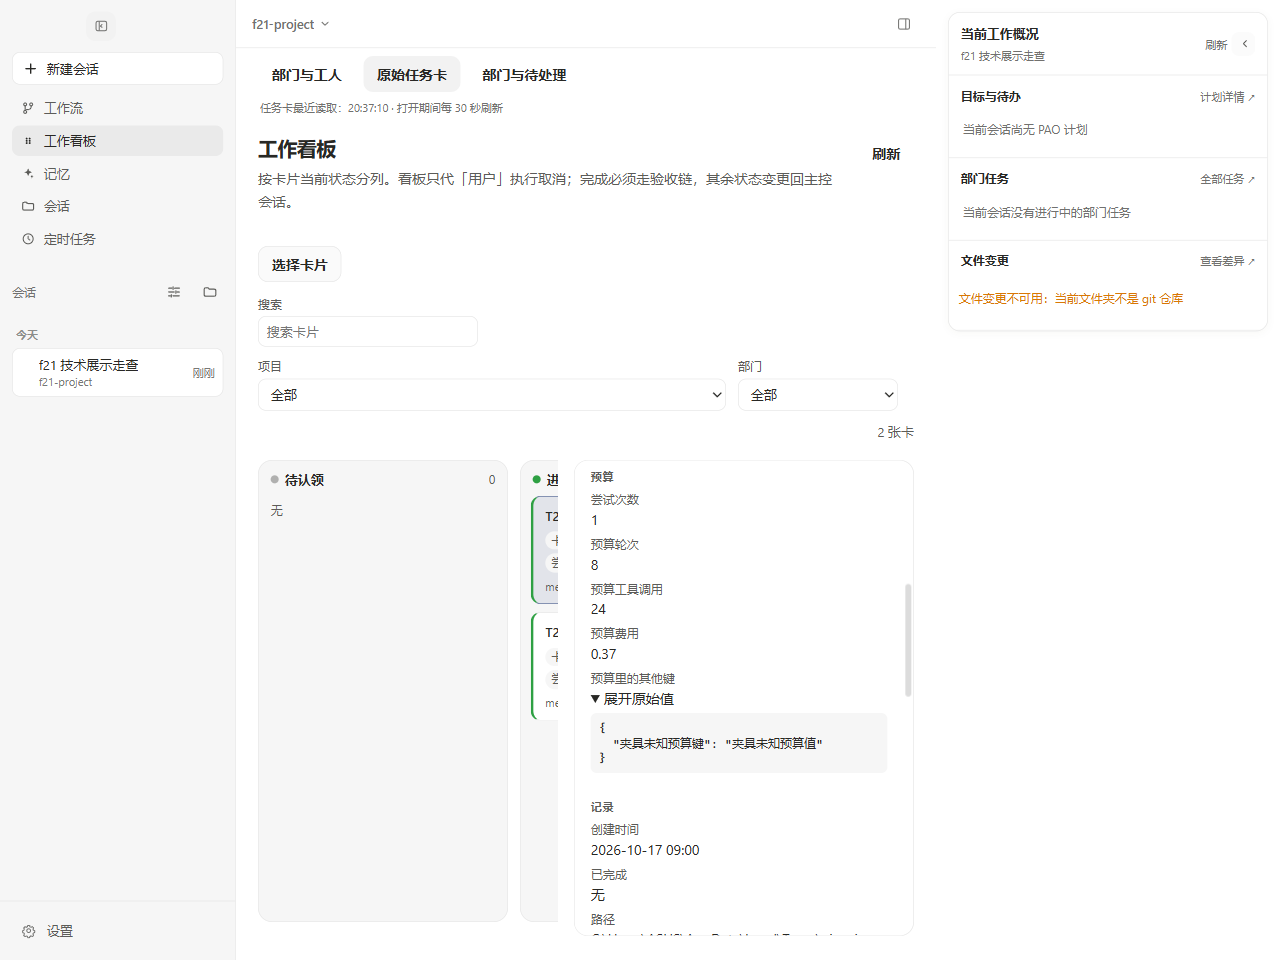 新建会话
工作流
工作看板
记忆
会话
定时任务
会话
今天
f21 技术展示走查
f21-project
刚刚
设置
f21-project
部门与工人
原始任务卡
部门与待处理
任务卡最近读取：20:37:10 · 打开期间每 30 秒刷新
工作看板
刷新
按卡片当前状态分列。看板只代「用户」执行取消；完成必须走验收链，其余状态变更回主控
会话。
选择卡片
搜索
搜索卡片
项目
部门
全部
全部
2 张卡
待认领
0
无
进
T2
me
T2
me
预算
尝试次数
1
预算轮次
8
预算工具调用
24
预算费用
0.37
预算里的其他键
▼ 展开原始值
{
"夹具未知预算键": "夹具未知预算值"
}
记录
创建时间
2026-10-17 09:00
已完成
无
路径
当前工作概况
f21 技术展示走查
刷新
目标与待办
计划详情 ↗
当前会话尚无 PAO 计划
部门任务
全部任务 ↗
当前会话没有进行中的部门任务
文件变更
查看差异 ↗
文件变更不可用：当前文件夹不是 git 仓库